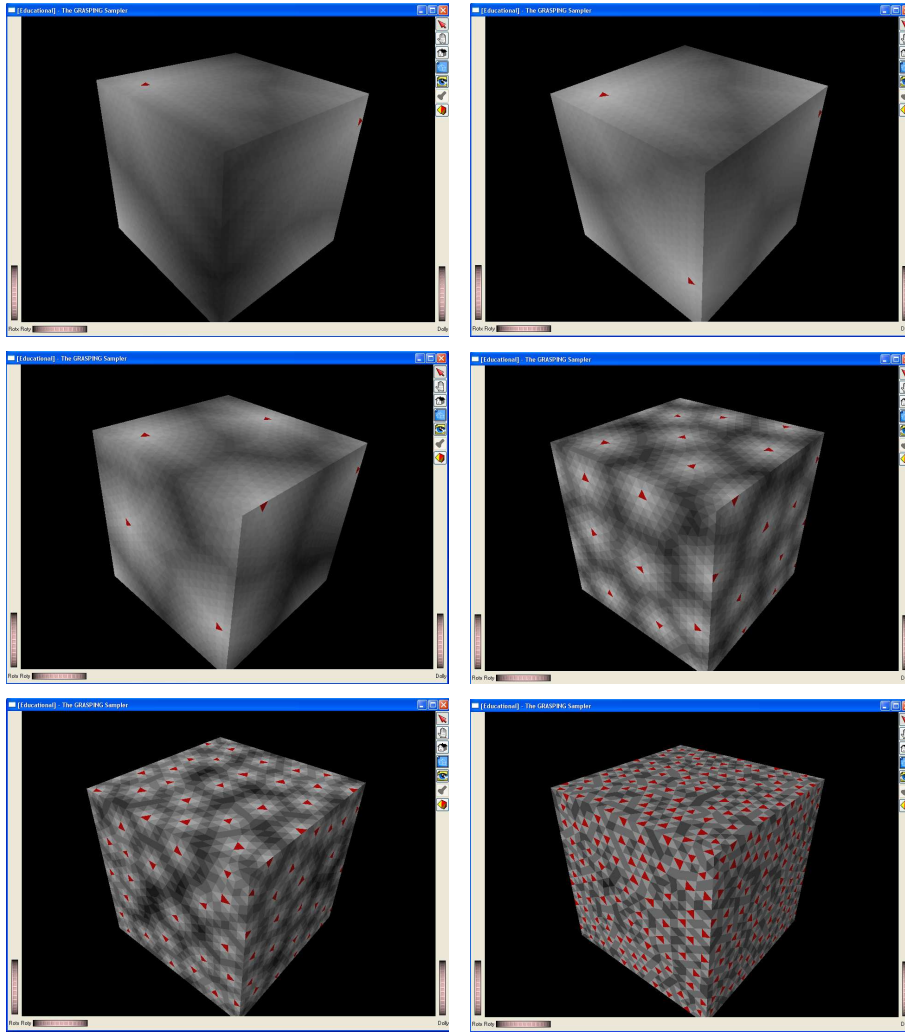 [Educational] - The GRASPING Sampler
[Educational] - The GRASPING Sampler
Rotx Roty
Dolly
Rotx Roty
D
[Educational] - The GRASPING Sampler
[Educational] - The GRASPING Sampler
Rotx Roty
Dolly
Rotx Roty
D
[Educational] - The GRASPING Sampler
[Educational] - The GRASPING Sampler
Rotx Roty
Dolly
Rotx Roty
D